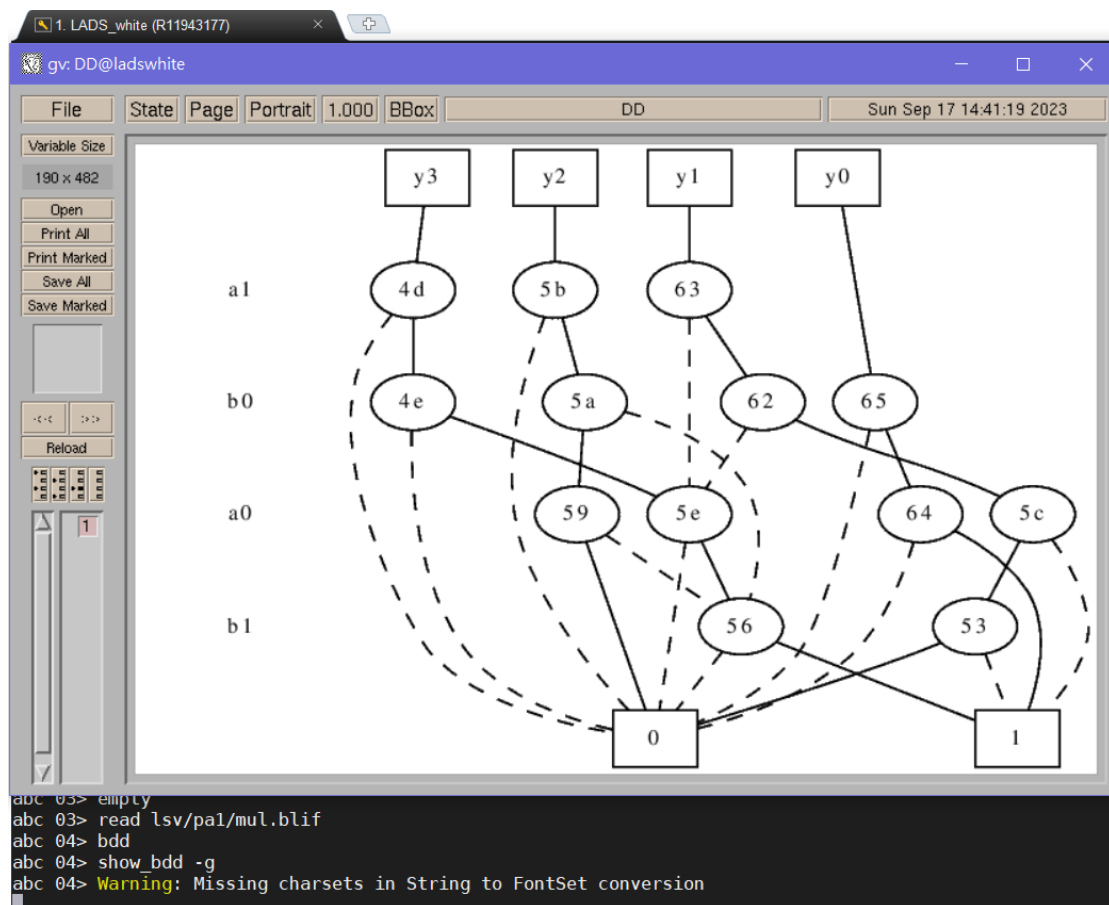 1. LADS_white (R11943177)
gv: DD@ladswhite
File State Page Portrait 1.000 BBox DD Sun Sep 17 14:41:19 2023
Variable Size
190 x 482
Open
Print All
Print Marked
Save All
Save Marked
Reload
1
y3 y2 y1 y0
a1 4d 5b 63
b0 4e 5a 62 65
a0 59 5e 64 5c
b1 56 53
0 1
abc 03> empty
abc 03> read lsv/pa1/mul.blif
abc 04> bdd
abc 04> show_bdd -g
abc 04> Warning: Missing charsets in String to FontSet conversion